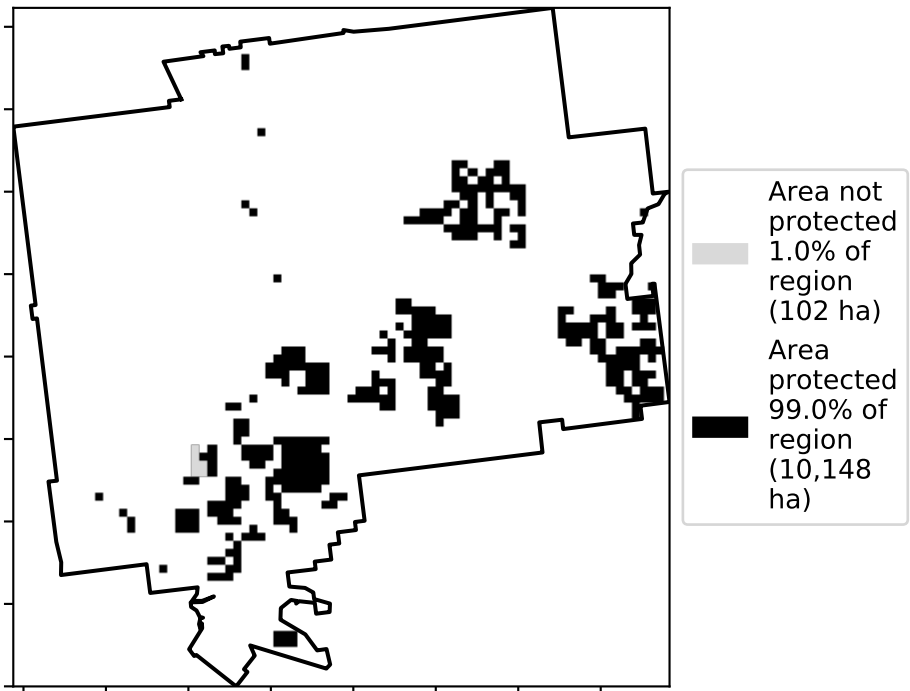 Area not
protected
1.0% of
region
(102 ha)
Area
protected
99.0% of
region
(10,148
ha)